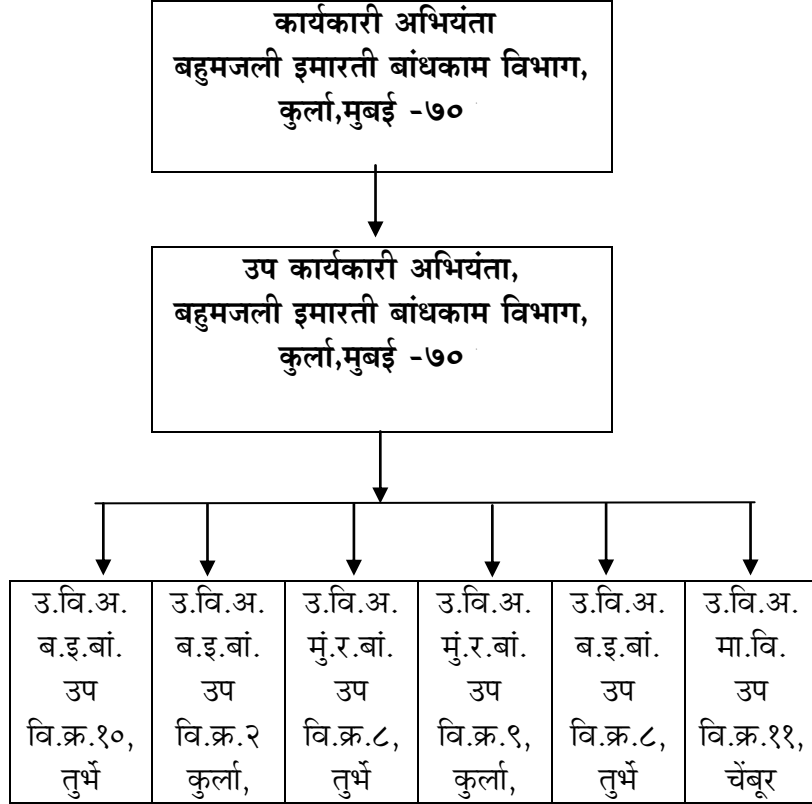 कार्यकारी अभियंता
बहुमजली इमारती बांधकाम विभाग,
कुर्ला,मुबई -७०
उप कार्यकारी अभियंता,
बहुमजली इमारती बांधकाम विभाग,
कुर्ला,मुबई -७०
उ.वि.अ.
ब.इ.बां.
उप
वि.क्र.१०,
तुर्भे
उ.वि.अ.
ब.इ.बां.
उप
वि.क्र.२
कुर्ला,
उ.वि.अ.
मुं.र.बां.
उप
वि.क्र.८,
तुर्भे
उ.वि.अ.
मुं.र.बां.
उप
वि.क्र.९,
कुर्ला,
उ.वि.अ.
ब.इ.बां.
उप
वि.क्र.८,
तुर्भे
उ.वि.अ.
मा.वि.
उप
वि.क्र.११,
चेंबूर